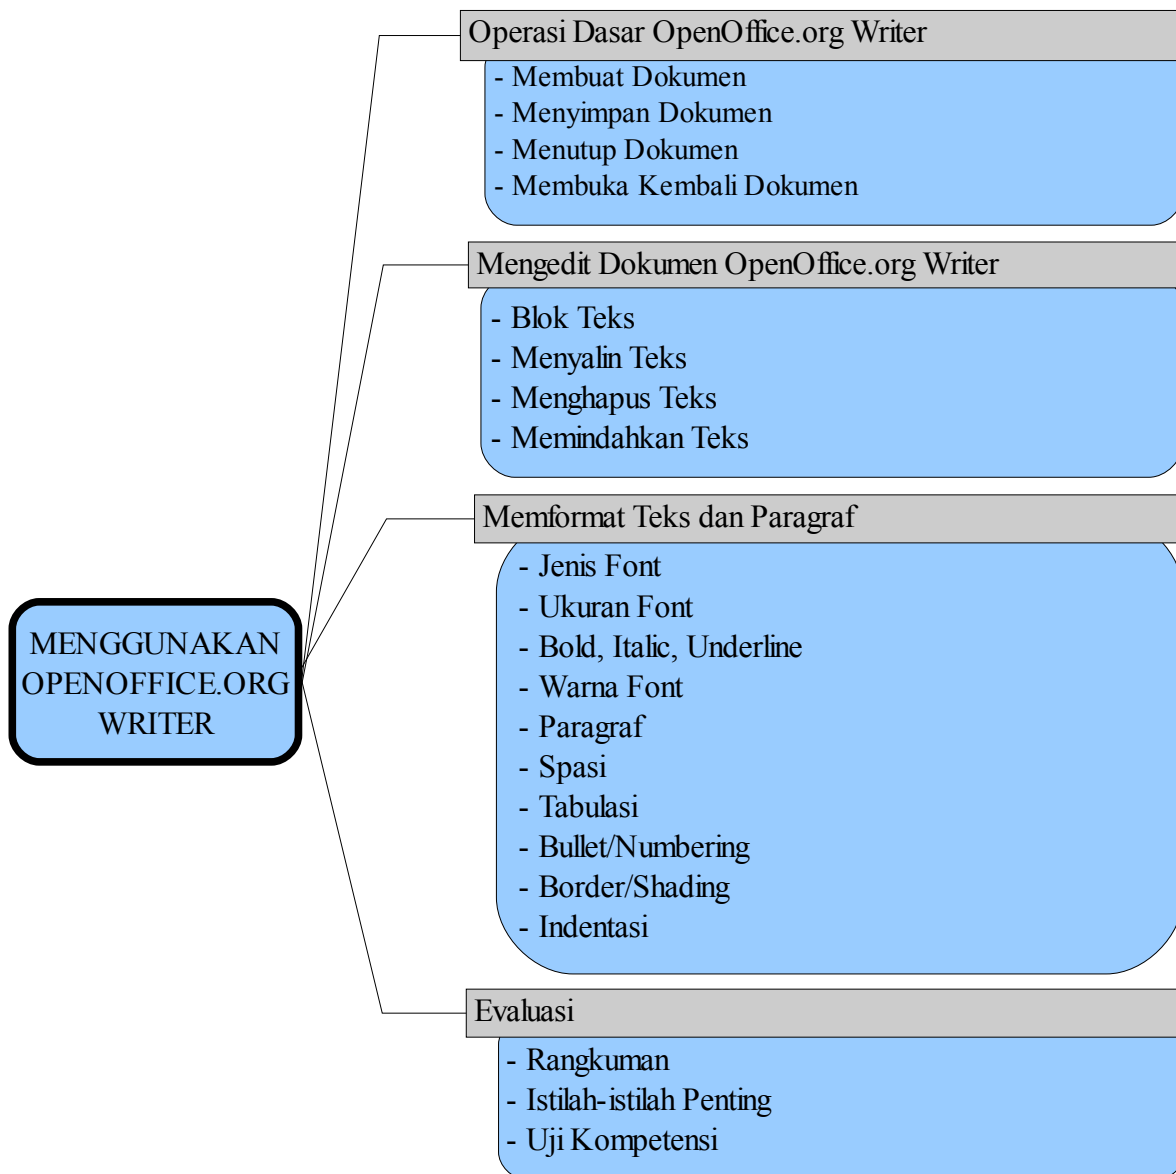 Operasi Dasar OpenOffice.org Writer
- Membuat Dokumen
- Menyimpan Dokumen
- Menutup Dokumen
- Membuka Kembali Dokumen
Mengedit Dokumen OpenOffice.org Writer
- Blok Teks
- Menyalin Teks
- Menghapus Teks
- Memindahkan Teks
Memformat Teks dan Paragraf
- Jenis Font
- Ukuran Font
- Bold, Italic, Underline
- Warna Font
- Paragraf
- Spasi
- Tabulasi
- Bullet/Numbering
- Border/Shading
- Indentasi
MENGGUNAKAN
OPENOFFICE.ORG
WRITER
Evaluasi
- Rangkuman
- Istilah-istilah Penting
- Uji Kompetensi